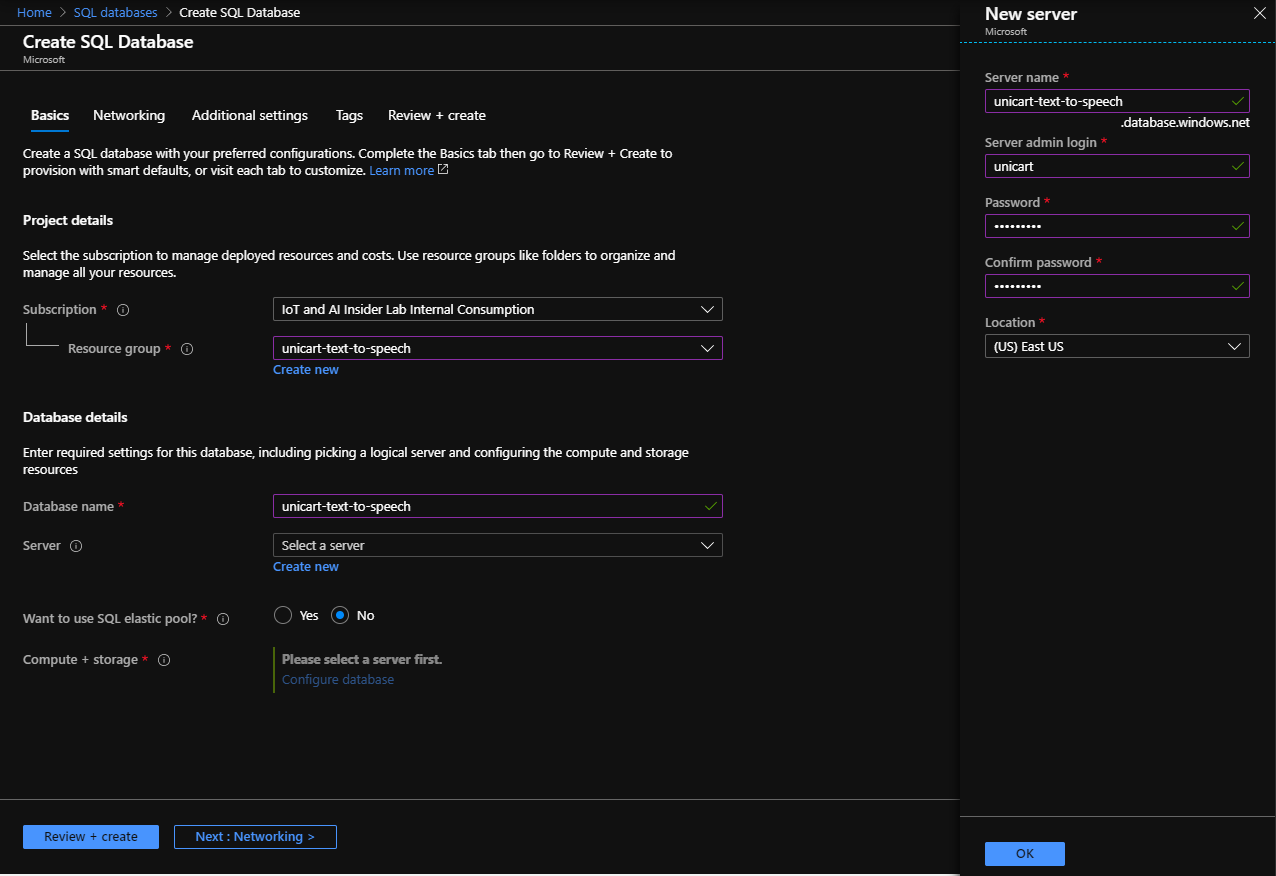 Home > SQL databases > Create SQL Database
Create SQL Database
Microsoft
Basics Networking Additional settings Tags Review + create
Create a SQL database with your preferred configurations. Complete the Basics tab then go to Review + Create to
provision with smart defaults, or visit each tab to customize. Learn more
Project details
Select the subscription to manage deployed resources and costs. Use resource groups like folders to organize and
manage all your resources.
Subscription *
IoT and AI Insider Lab Internal Consumption
Resource group *
unicart-text-to-speech
Create new
Database details
Enter required settings for this database, including picking a logical server and configuring the compute and storage
resources
Database name *
unicart-text-to-speech
Server
Select a server
Create new
Want to use SQL elastic pool? *
Yes No
Compute + storage *
Please select a server first.
Configure database
Review + create
Next : Networking >
New server
Microsoft
Server name *
unicart-text-to-speech
.database.windows.net
Server admin login *
unicart
Password *
•••••••••
Confirm password *
•••••••••
Location *
(US) East US
OK